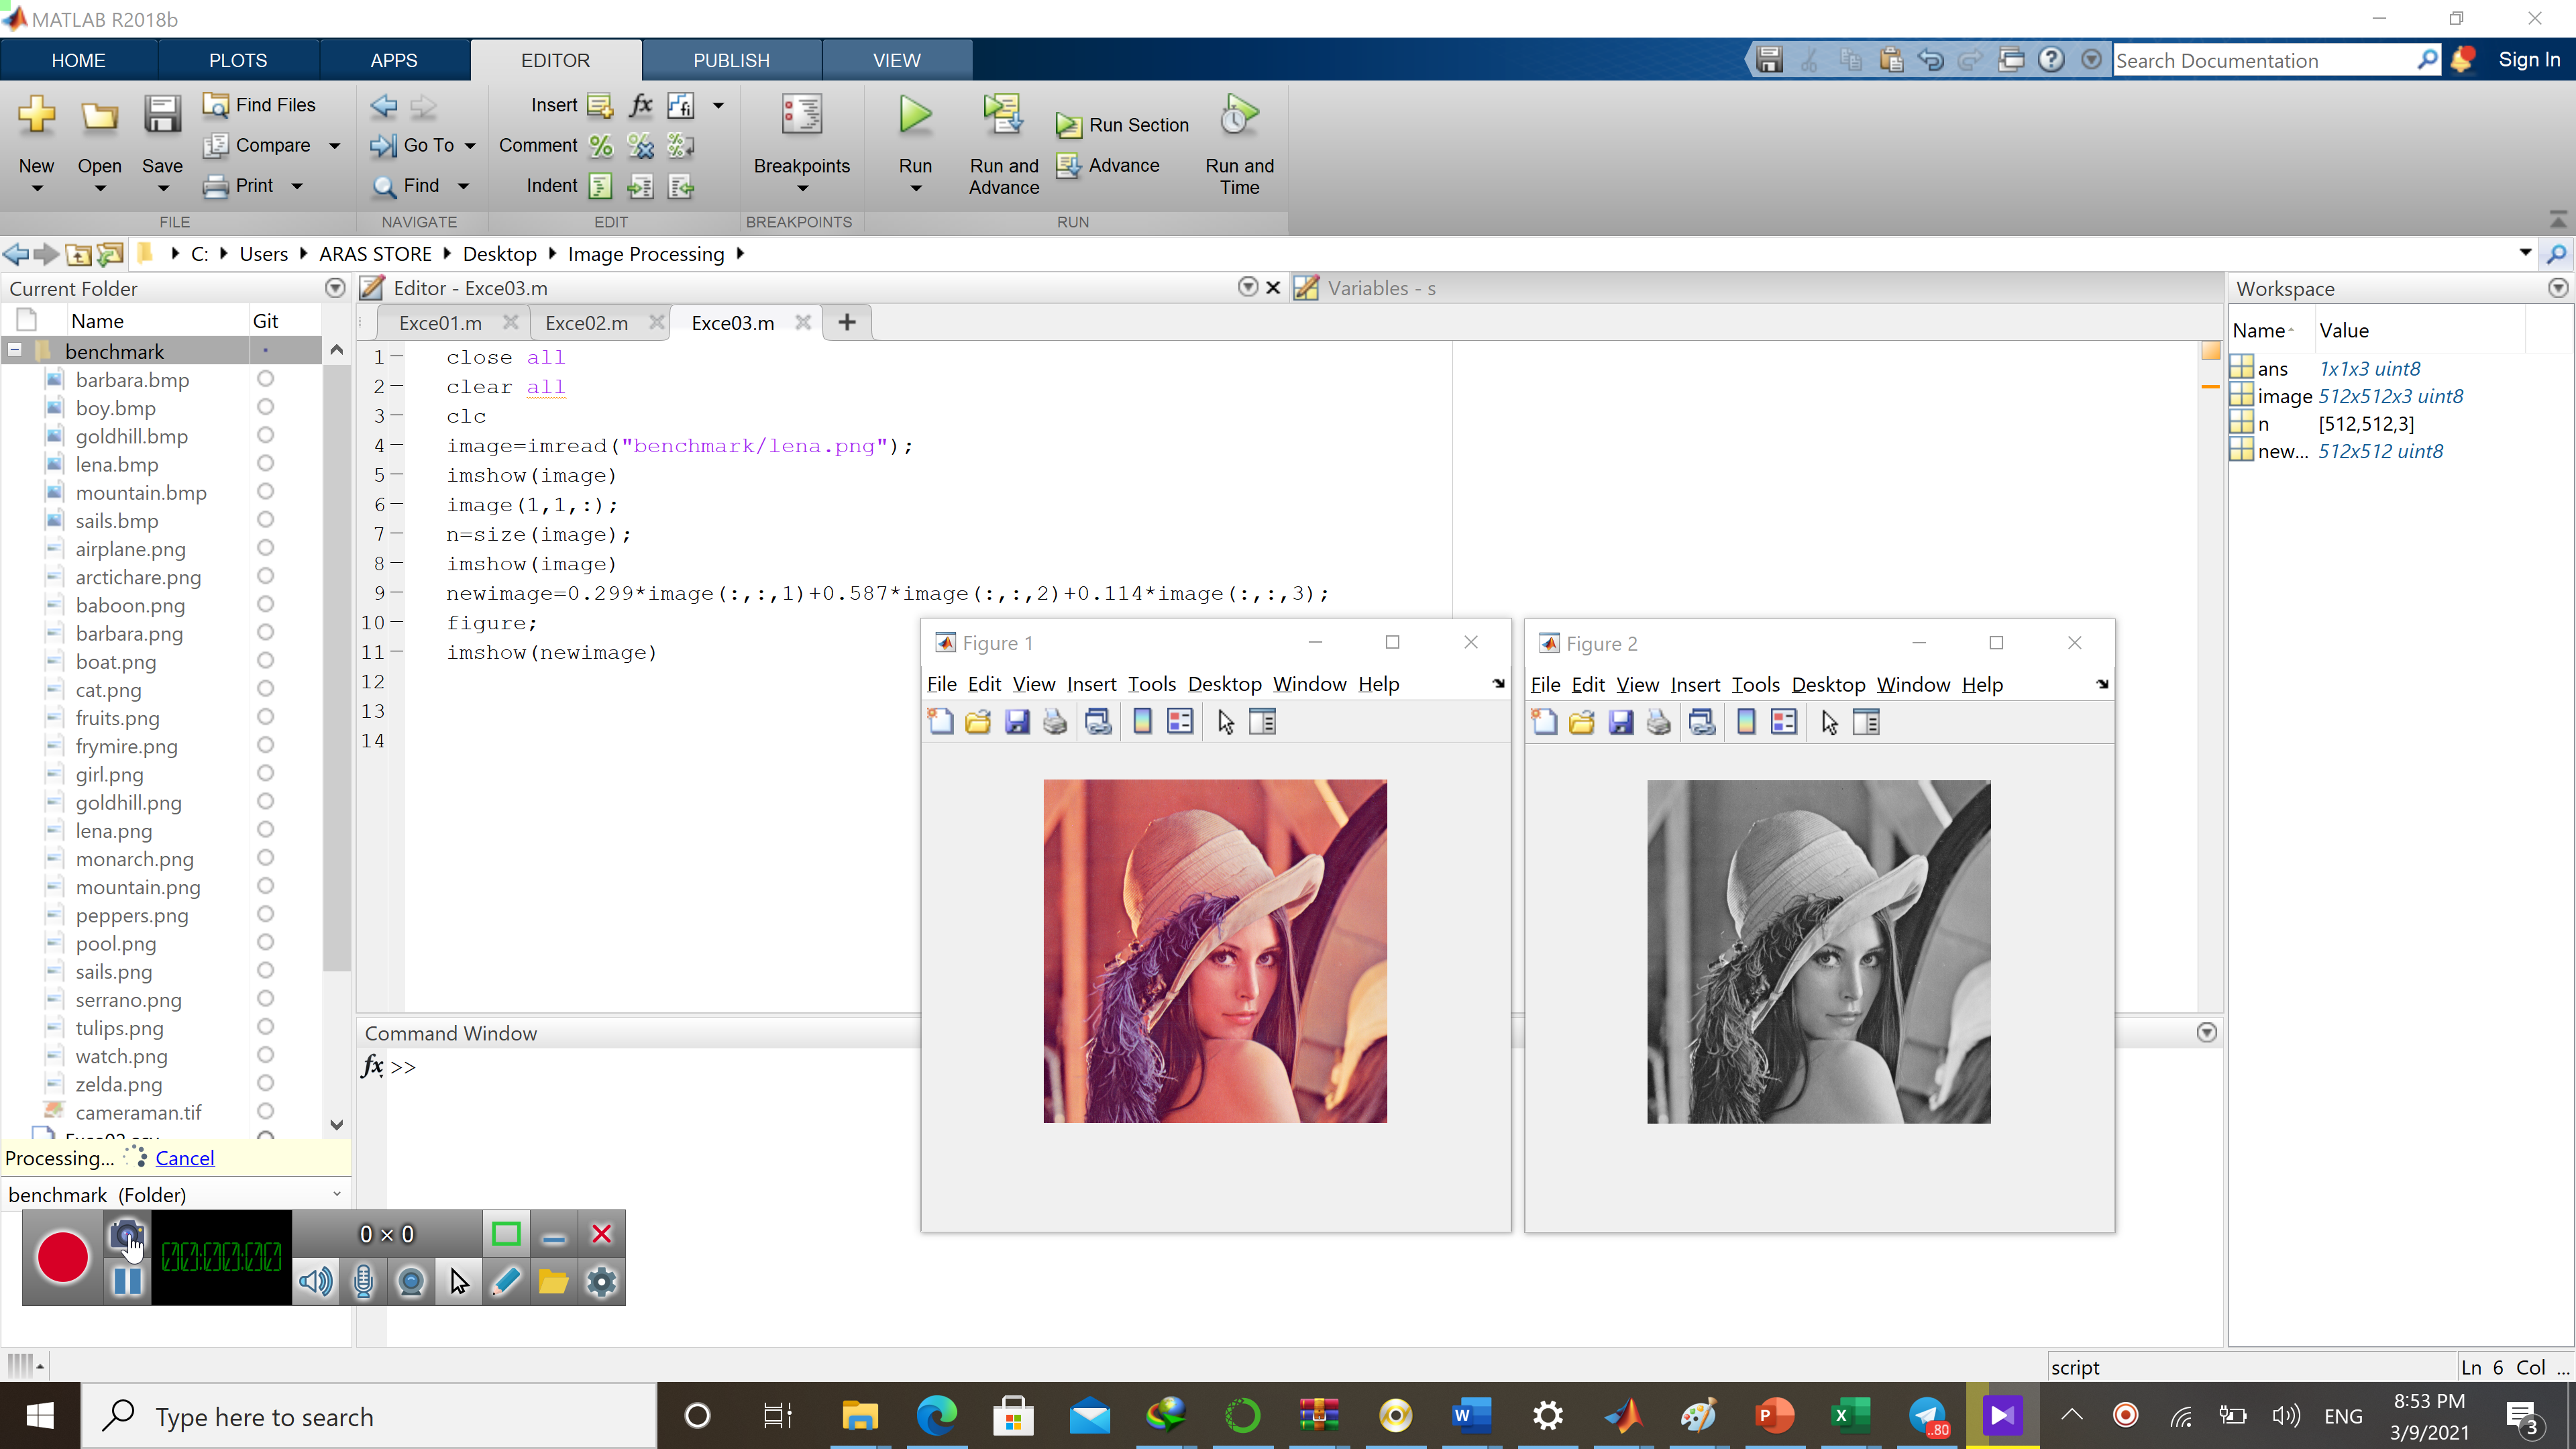 MATLAB R2018b
HOME PLOTS APPS EDITOR PUBLISH VIEW
Search Documentation Sign In
New Open Save
Find Files
Compare
Print
Go To
Find
Insert fx
Comment
Indent
Breakpoints
Run
Run and Advance
Run Section
Advance
Run and Time
FILE NAVIGATE EDIT BREAKPOINTS RUN
C: Users ARAS STORE Desktop Image Processing
Current Folder
Name Git
benchmark
barbara.bmp
boy.bmp
goldhill.bmp
lena.bmp
mountain.bmp
sails.bmp
airplane.png
arctichare.png
baboon.png
barbara.png
boat.png
cat.png
fruits.png
frymire.png
girl.png
goldhill.png
lena.png
monarch.png
mountain.png
peppers.png
pool.png
sails.png
serrano.png
tulips.png
watch.png
zelda.png
cameraman.tif
Processing... Cancel
benchmark (Folder)
Editor - Exce03.m
Variables - s
Exce01.m Exce02.m Exce03.m
1 close all
2 clear all
3 clc
4 image=imread("benchmark/lena.png");
5 imshow(image)
6 image(1,1,:);
7 n=size(image);
8 imshow(image)
9 newimage=0.299*image(:,:,1)+0.587*image(:,:,2)+0.114*image(:,:,3);
10 figure;
11 imshow(newimage)
12
13
14
Figure 1
File Edit View Insert Tools Desktop Window Help
Figure 2
File Edit View Insert Tools Desktop Window Help
Command Window
fx >>
Workspace
Name Value
ans 1x1x3 uint8
image 512x512x3 uint8
n [512,512,3]
new... 512x512 uint8
0 × 0
00:00:00
script
Ln 6 Col ...
Type here to search
..80
ENG
8:53 PM
3/9/2021
3